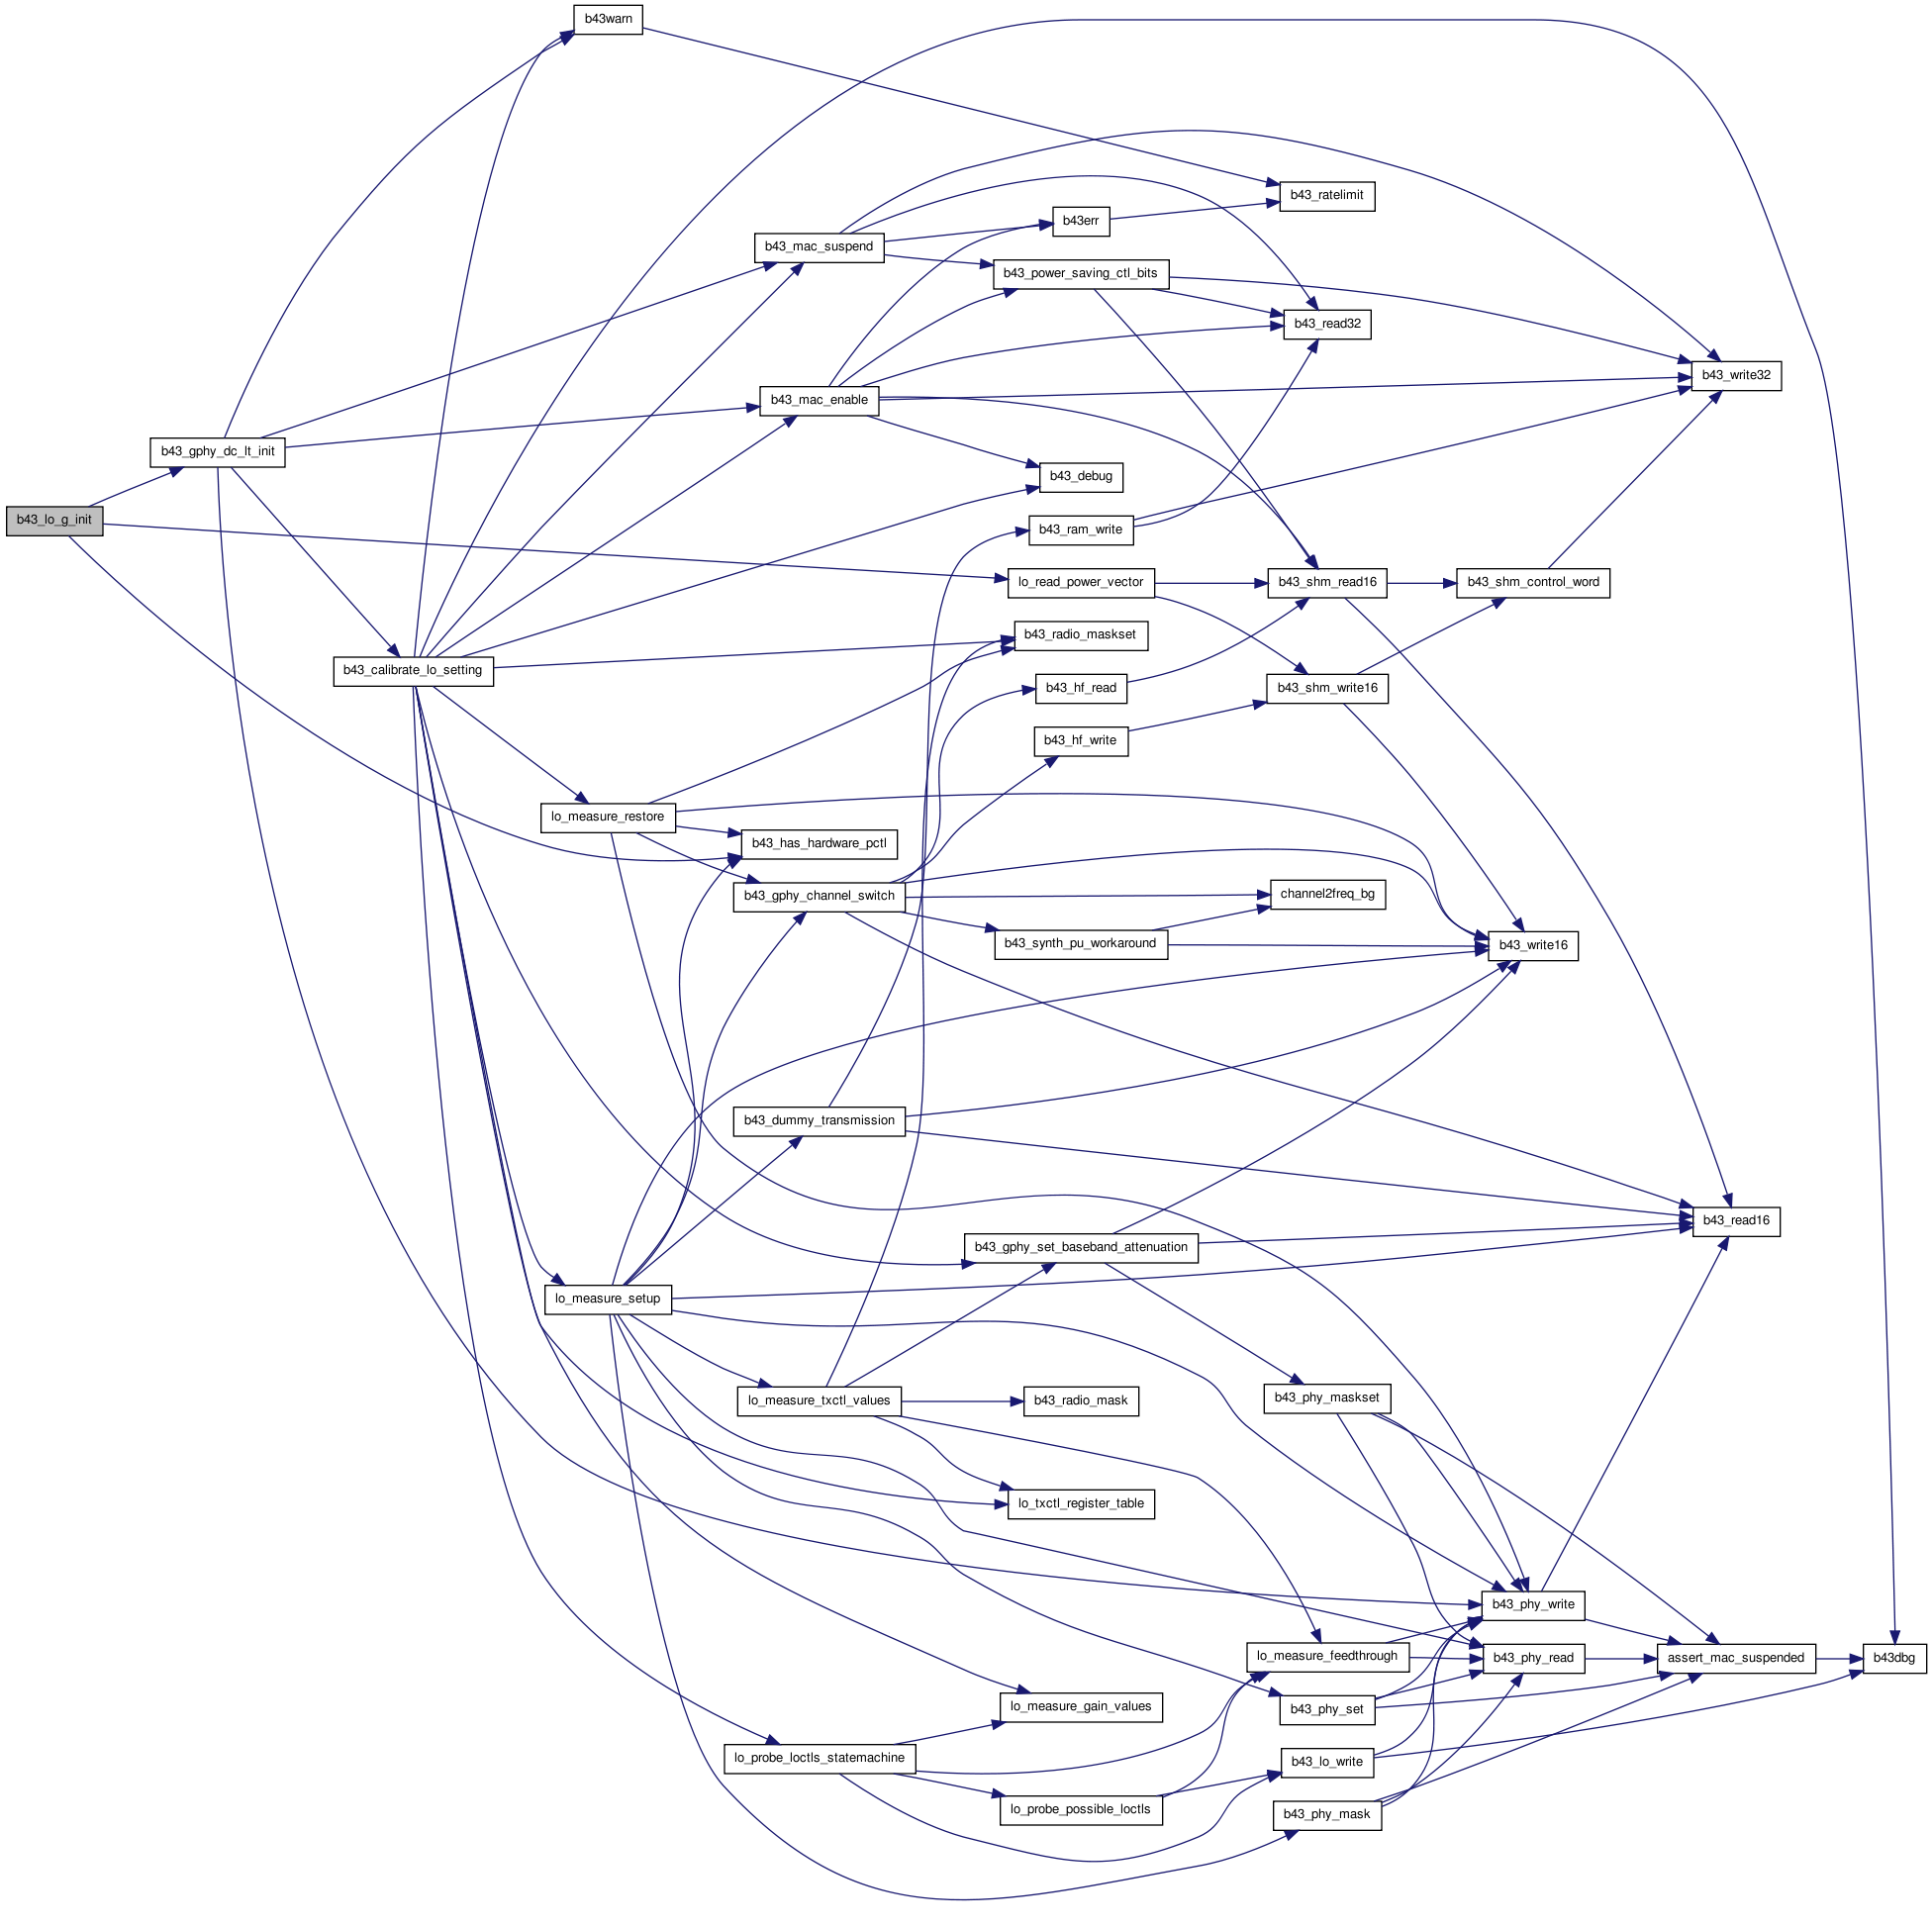 b43warn
b43_ratelimit
b43err
b43_mac_suspend
b43_power_saving_ctl_bits
b43_read32
b43_write32
b43_mac_enable
b43_gphy_dc_lt_init
b43_debug
b43_lo_g_init
b43_ram_write
lo_read_power_vector
b43_shm_read16
b43_shm_control_word
b43_radio_maskset
b43_calibrate_lo_setting
b43_hf_read
b43_shm_write16
b43_hf_write
lo_measure_restore
b43_has_hardware_pctl
b43_gphy_channel_switch
channel2freq_bg
b43_synth_pu_workaround
b43_write16
b43_dummy_transmission
b43_read16
b43_gphy_set_baseband_attenuation
lo_measure_setup
lo_measure_txctl_values
b43_radio_mask
b43_phy_maskset
lo_txctl_register_table
b43_phy_write
lo_measure_feedthrough
b43_phy_read
assert_mac_suspended
b43dbg
lo_measure_gain_values
b43_phy_set
lo_probe_loctls_statemachine
b43_lo_write
lo_probe_possible_loctls
b43_phy_mask